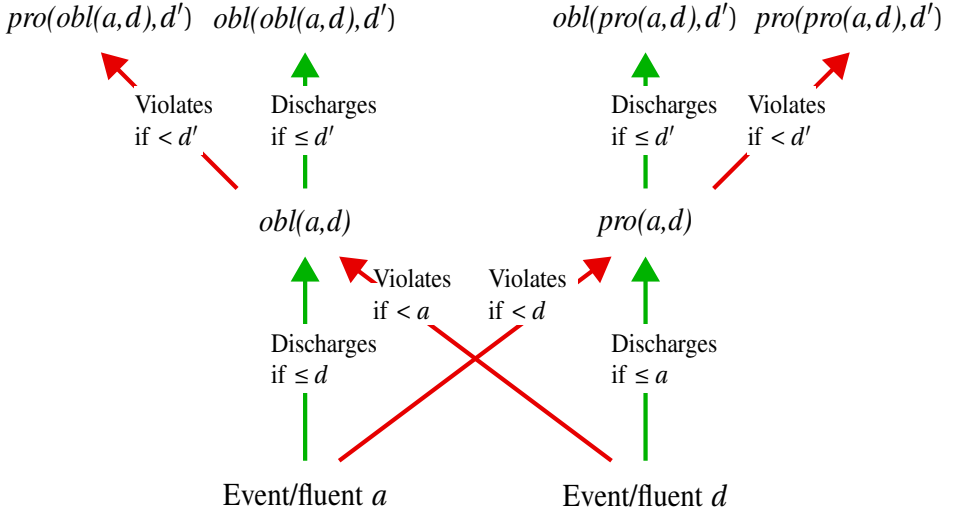 pro(obl(a,d),d′) obl(obl(a,d),d′) obl(pro(a,d),d′) pro(pro(a,d),d′)
Violates Discharges Discharges Violates
if < d′ if ≤ d′ if ≤ d′ if < d′
obl(a,d) pro(a,d)
Violates Violates
if < a if < d
Discharges Discharges
if ≤ d if ≤ a
Event/fluent a Event/fluent d